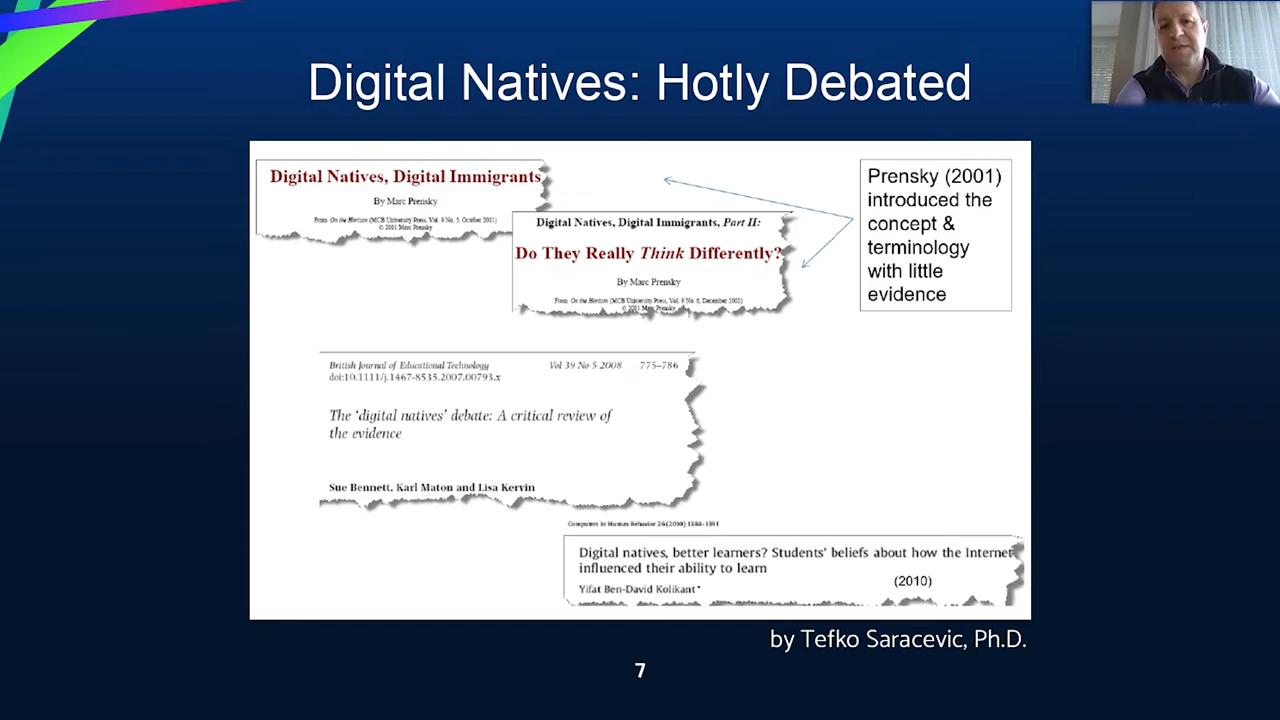 Digital Natives: Hotly Debated
Digital Natives, Digital Immigrants
By Marc Prensky
From On the Horizon (MCB University Press, Vol. 9 No. 5, October 2001)
© 2001 Marc Prensky
Digital Natives, Digital Immigrants, Part II:
Do They Really Think Differently?
By Marc Prensky
From On the Horizon (MCB University Press, Vol. 9 No. 6, December 2001)
© 2001 Marc Prensky
Prensky (2001)
introduced the
concept &
terminology
with little
evidence
British Journal of Educational Technology Vol 39 No 5 2008 775–786
doi:10.1111/j.1467-8535.2007.00793.x
The ‘digital natives’ debate: A critical review of
the evidence
Sue Bennett, Karl Maton and Lisa Kervin
Computers in Human Behavior 26 (2010) 1384–1391
Digital natives, better learners? Students’ beliefs about how the Internet
influenced their ability to learn
(2010)
Yifat Ben-David Kolikant *
by Tefko Saracevic, Ph.D.
7